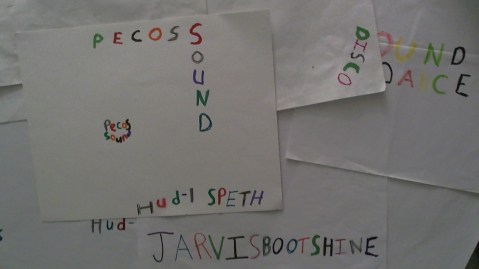 PECOS
SOUND
Pecos
Sound
DISCO
OUND
DANCE
Hud-I SPETH
Hud-
JARVISBOOTSHINE